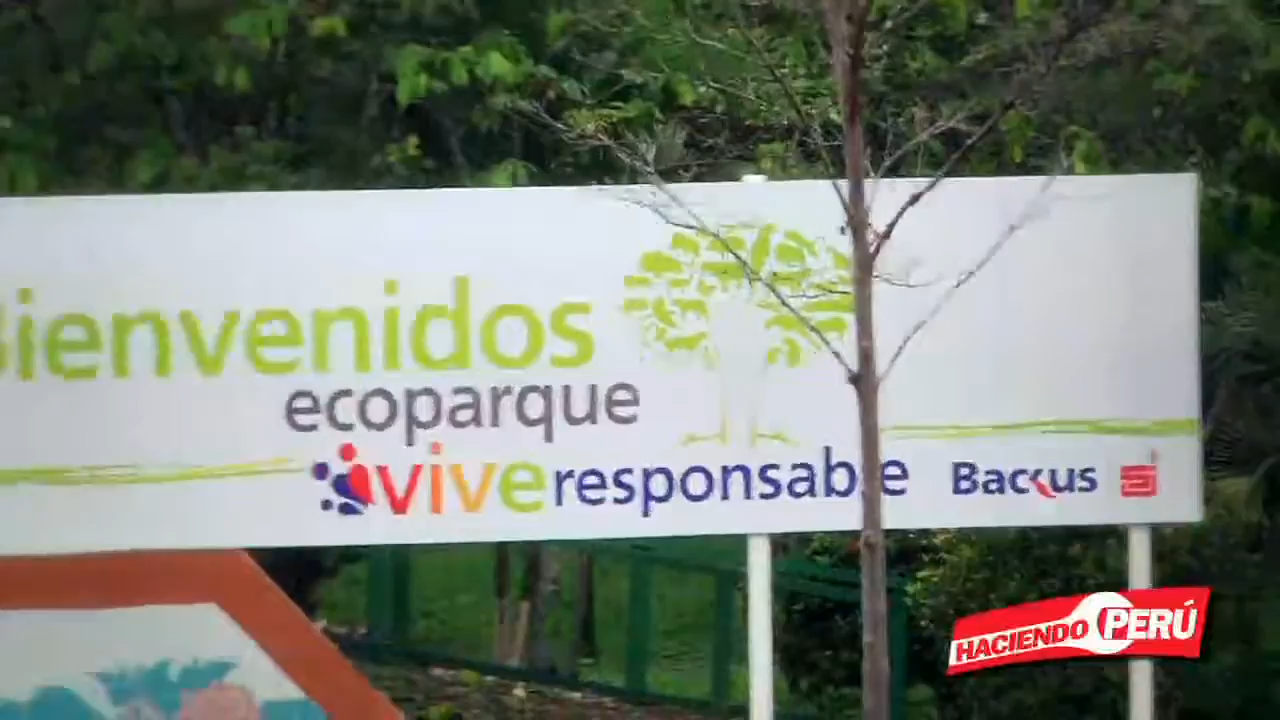 Bienvenidos
ecoparque
vive responsable
Backus
HACIENDO PERÚ